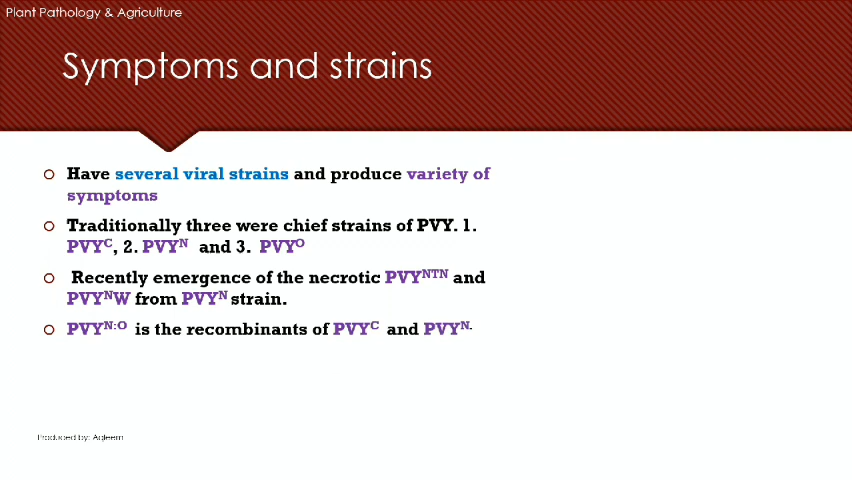 Plant Pathology & Agriculture
Symptoms and strains
Have several viral strains and produce variety of
symptoms
Traditionally three were chief strains of PVY. 1.
PVY^C, 2. PVY^N and 3. PVY^O
Recently emergence of the necrotic PVY^NTN and
PVY^NW from PVY^N strain.
PVY^N:O is the recombinants of PVY^C and PVY^N.
Produced by: Aqleem